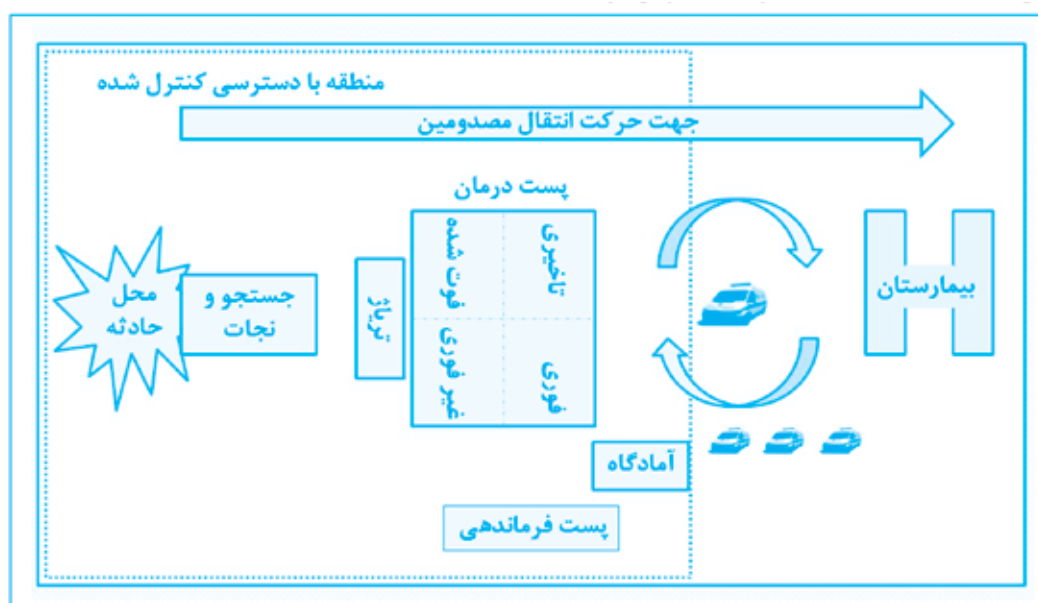 منطقه با دسترسی کنترل شده
جهت حرکت انتقال مصدومین
پست درمان
محل
حادثه
جستجو و
نجات
تریاژ
فوت شده
تاخیری
غیر فوری
فوری
بیمارستان
آمادگاه
پست فرماندهی